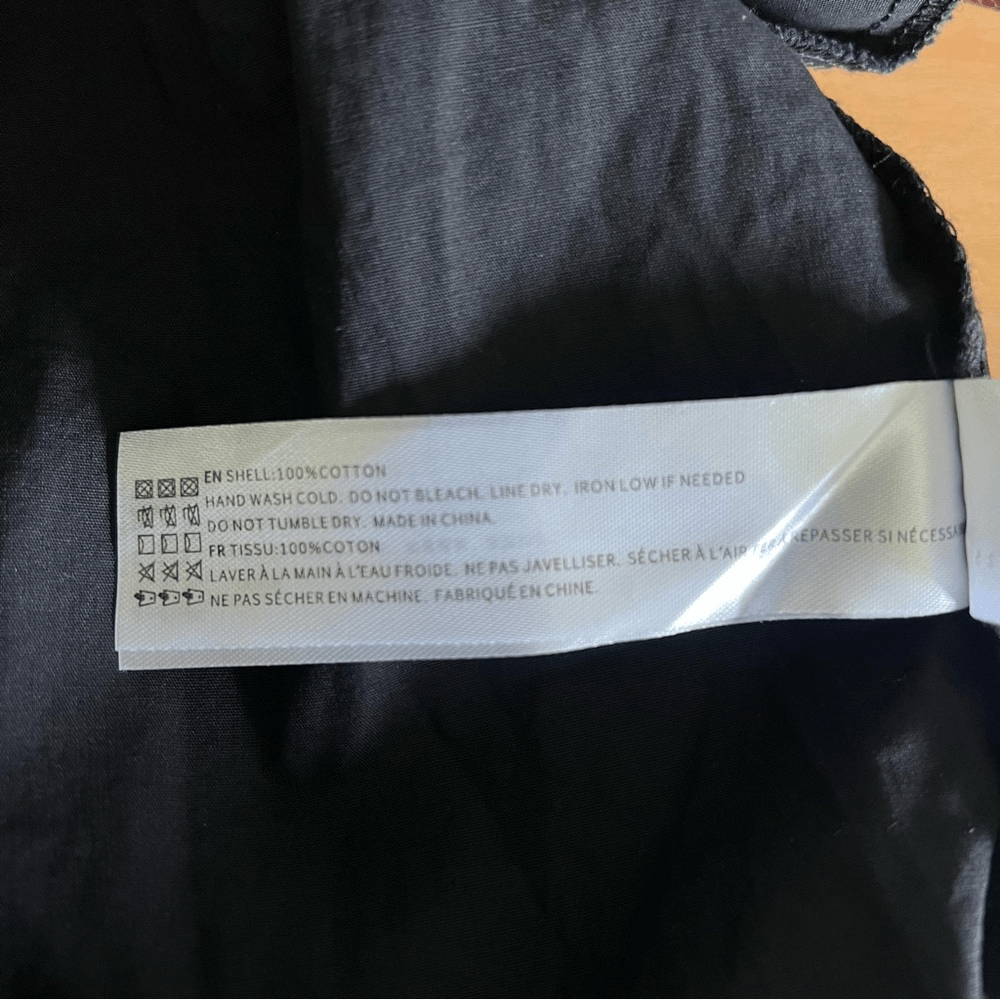 EN SHELL:100%COTTON
HAND WASH COLD. DO NOT BLEACH. LINE DRY. IRON LOW IF NEEDED
DO NOT TUMBLE DRY. MADE IN CHINA.
FR TISSU:100%COTON
LAVER À LA MAIN À L'EAU FROIDE. NE PAS JAVELLISER. SÉCHER À L'AIR REPASSER SI NÉCESSA
NE PAS SÉCHER EN MACHINE. FABRIQUÉ EN CHINE.